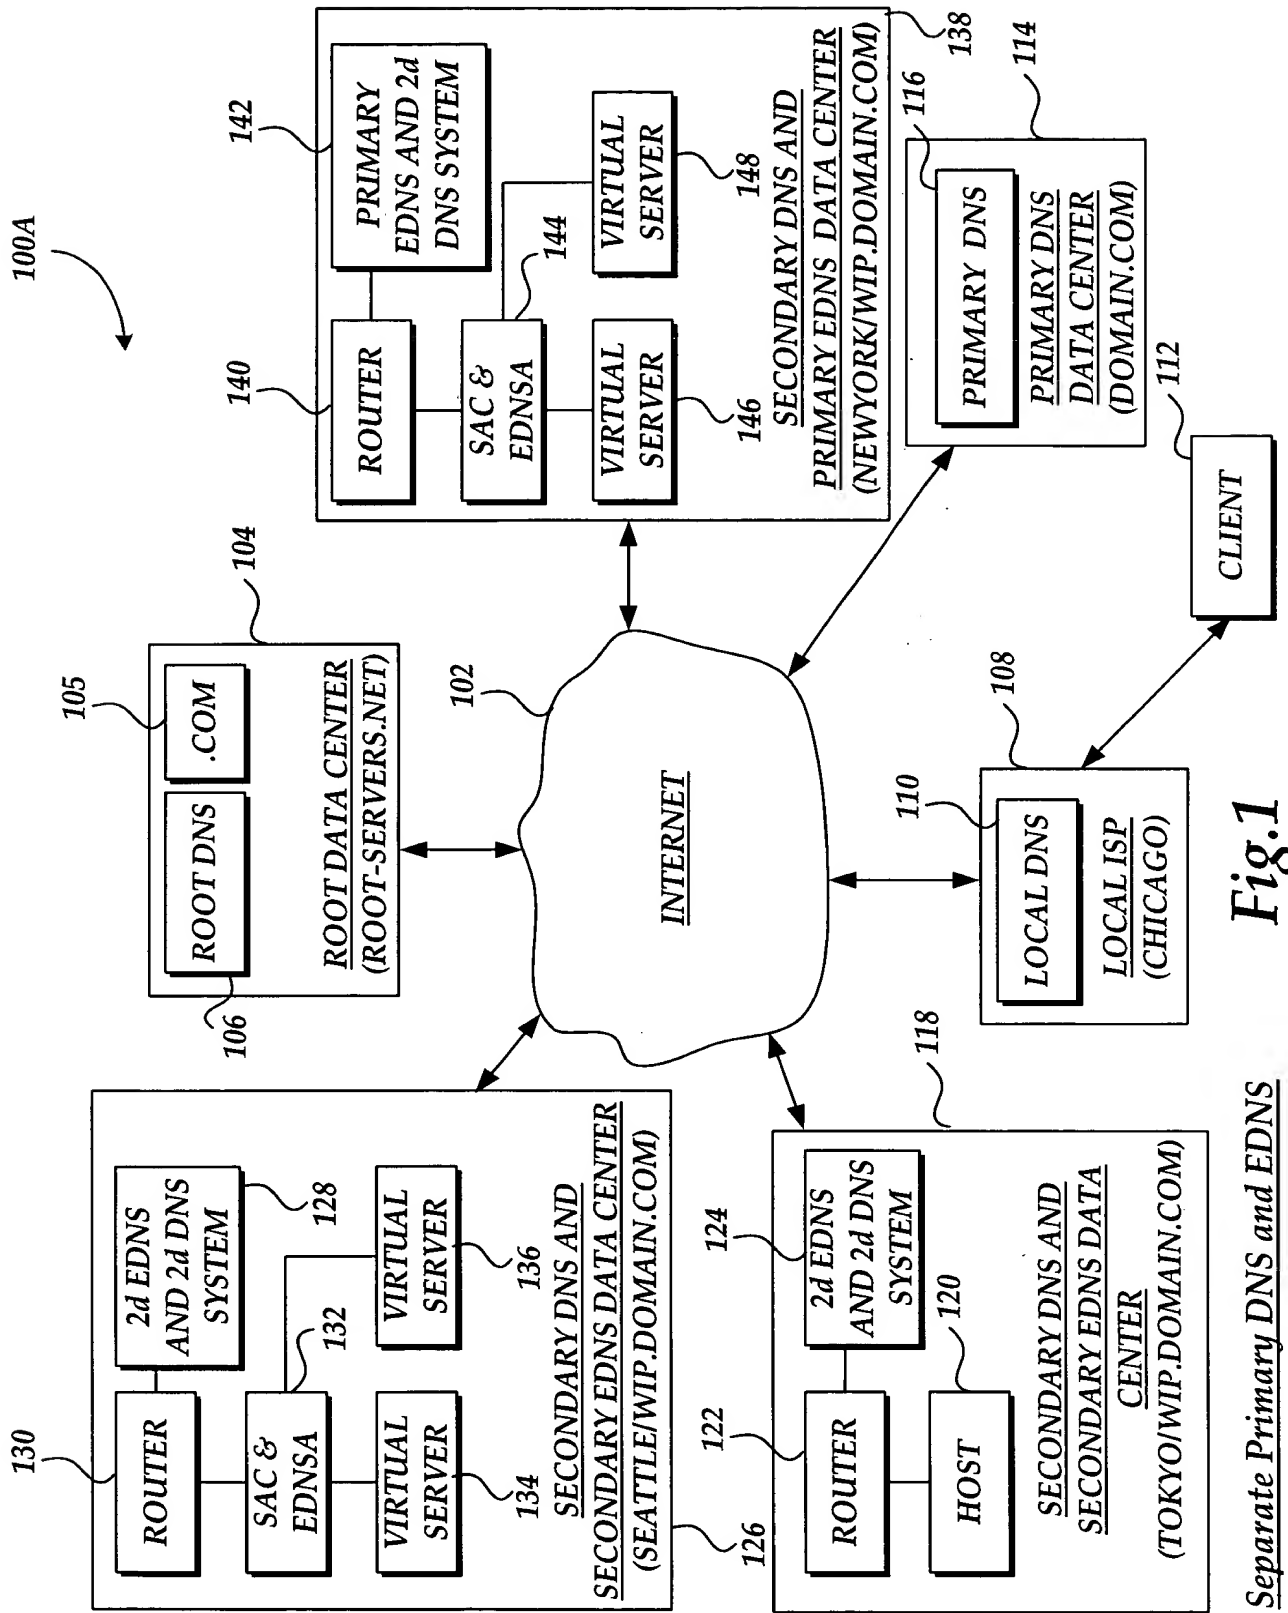 100A
130
ROUTER
2d EDNS
AND 2d DNS
SYSTEM
128
SAC &
EDNSA
132
VIRTUAL
SERVER
134
VIRTUAL
SERVER
136
SECONDARY DNS AND
SECONDARY EDNS DATA CENTER
(SEATTLE/WIP.DOMAIN.COM)
126
106
ROOT DNS
.COM
105
ROOT DATA CENTER
(ROOT-SERVERS.NET)
104
140
ROUTER
PRIMARY
EDNS AND 2d
DNS SYSTEM
142
SAC &
EDNSA
144
VIRTUAL
SERVER
146
VIRTUAL
SERVER
148
SECONDARY DNS AND
PRIMARY EDNS DATA CENTER
(NEWYORK/WIP.DOMAIN.COM)
138
INTERNET
102
122
ROUTER
2d EDNS
AND 2d DNS
SYSTEM
124
HOST
120
SECONDARY DNS AND
SECONDARY EDNS DATA
CENTER
(TOKYO/WIP.DOMAIN.COM)
118
LOCAL DNS
110
LOCAL ISP
(CHICAGO)
108
PRIMARY DNS
116
PRIMARY DNS
DATA CENTER
(DOMAIN.COM)
114
CLIENT
112
Separate Primary DNS and EDNS
Fig.1